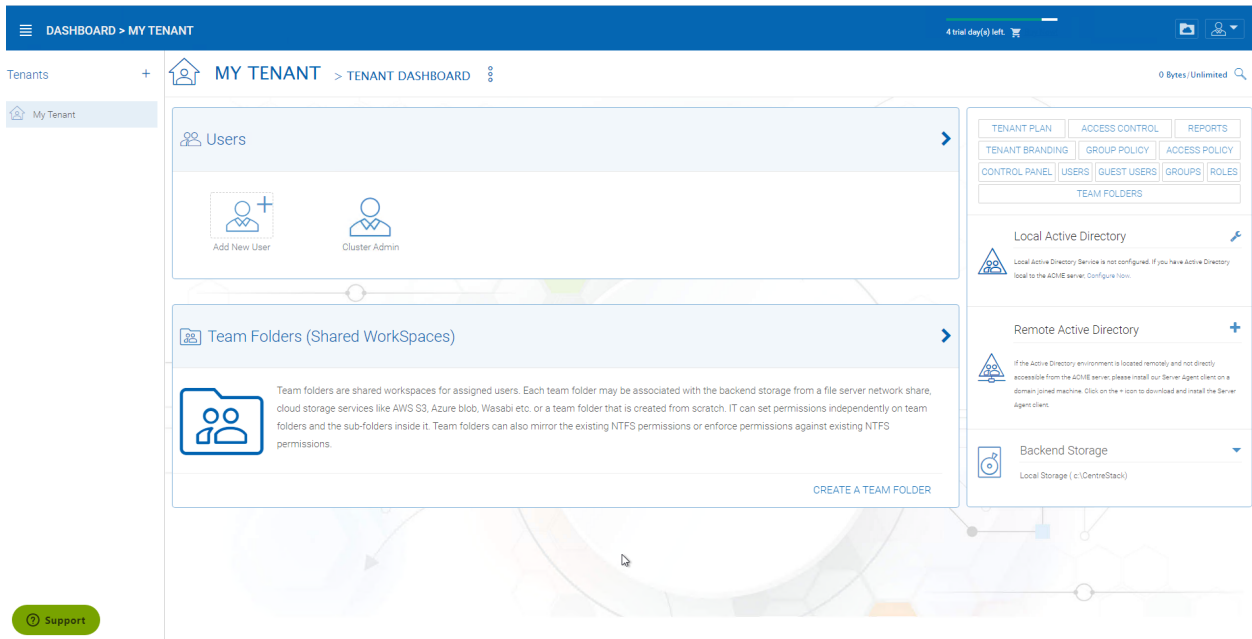 DASHBOARD > MY TENANT
4 trial day(s) left.
Tenants +
MY TENANT > TENANT DASHBOARD
0 Bytes/Unlimited
My Tenant
Users
Add New User
Cluster Admin
Team Folders (Shared WorkSpaces)
Team folders are shared workspaces for assigned users. Each team folder may be associated with the backend storage from a file server network share,
cloud storage services like AWS S3, Azure blob, Wasabi etc. or a team folder that is created from scratch. IT can set permissions independently on team
folders and the sub-folders inside it. Team folders can also mirror the existing NTFS permissions or enforce permissions against existing NTFS
permissions.
CREATE A TEAM FOLDER
TENANT PLAN
ACCESS CONTROL
REPORTS
TENANT BRANDING
GROUP POLICY
ACCESS POLICY
CONTROL PANEL
USERS
GUEST USERS
GROUPS
ROLES
TEAM FOLDERS
Local Active Directory
Local Active Directory Service is not configured. If you have Active Directory
local to the ACME server, Configure Now.
Remote Active Directory
If the Active Directory environment is located remotely and not directly
accessible from the ACME server, please install our Server Agent client on a
domain joined machine. Click on the + icon to download and install the Server
Agent client.
Backend Storage
Local Storage ( c:\CentreStack)
Support